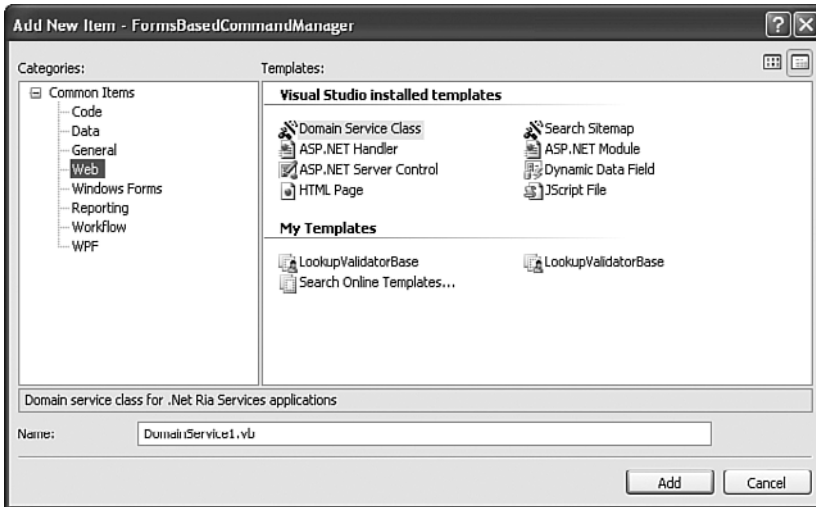 Add New Item - FormsBasedCommandManager
Categories:
Templates:
Common Items
Code
Data
General
Web
Windows Forms
Reporting
Workflow
WPF
Visual Studio installed templates
Domain Service Class
Search Sitemap
ASP.NET Handler
ASP.NET Module
ASP.NET Server Control
Dynamic Data Field
HTML Page
JScript File
My Templates
LookupValidatorBase
LookupValidatorBase
Search Online Templates...
Domain service class for .Net Ria Services applications
Name:
DomainService1.vb
Add
Cancel